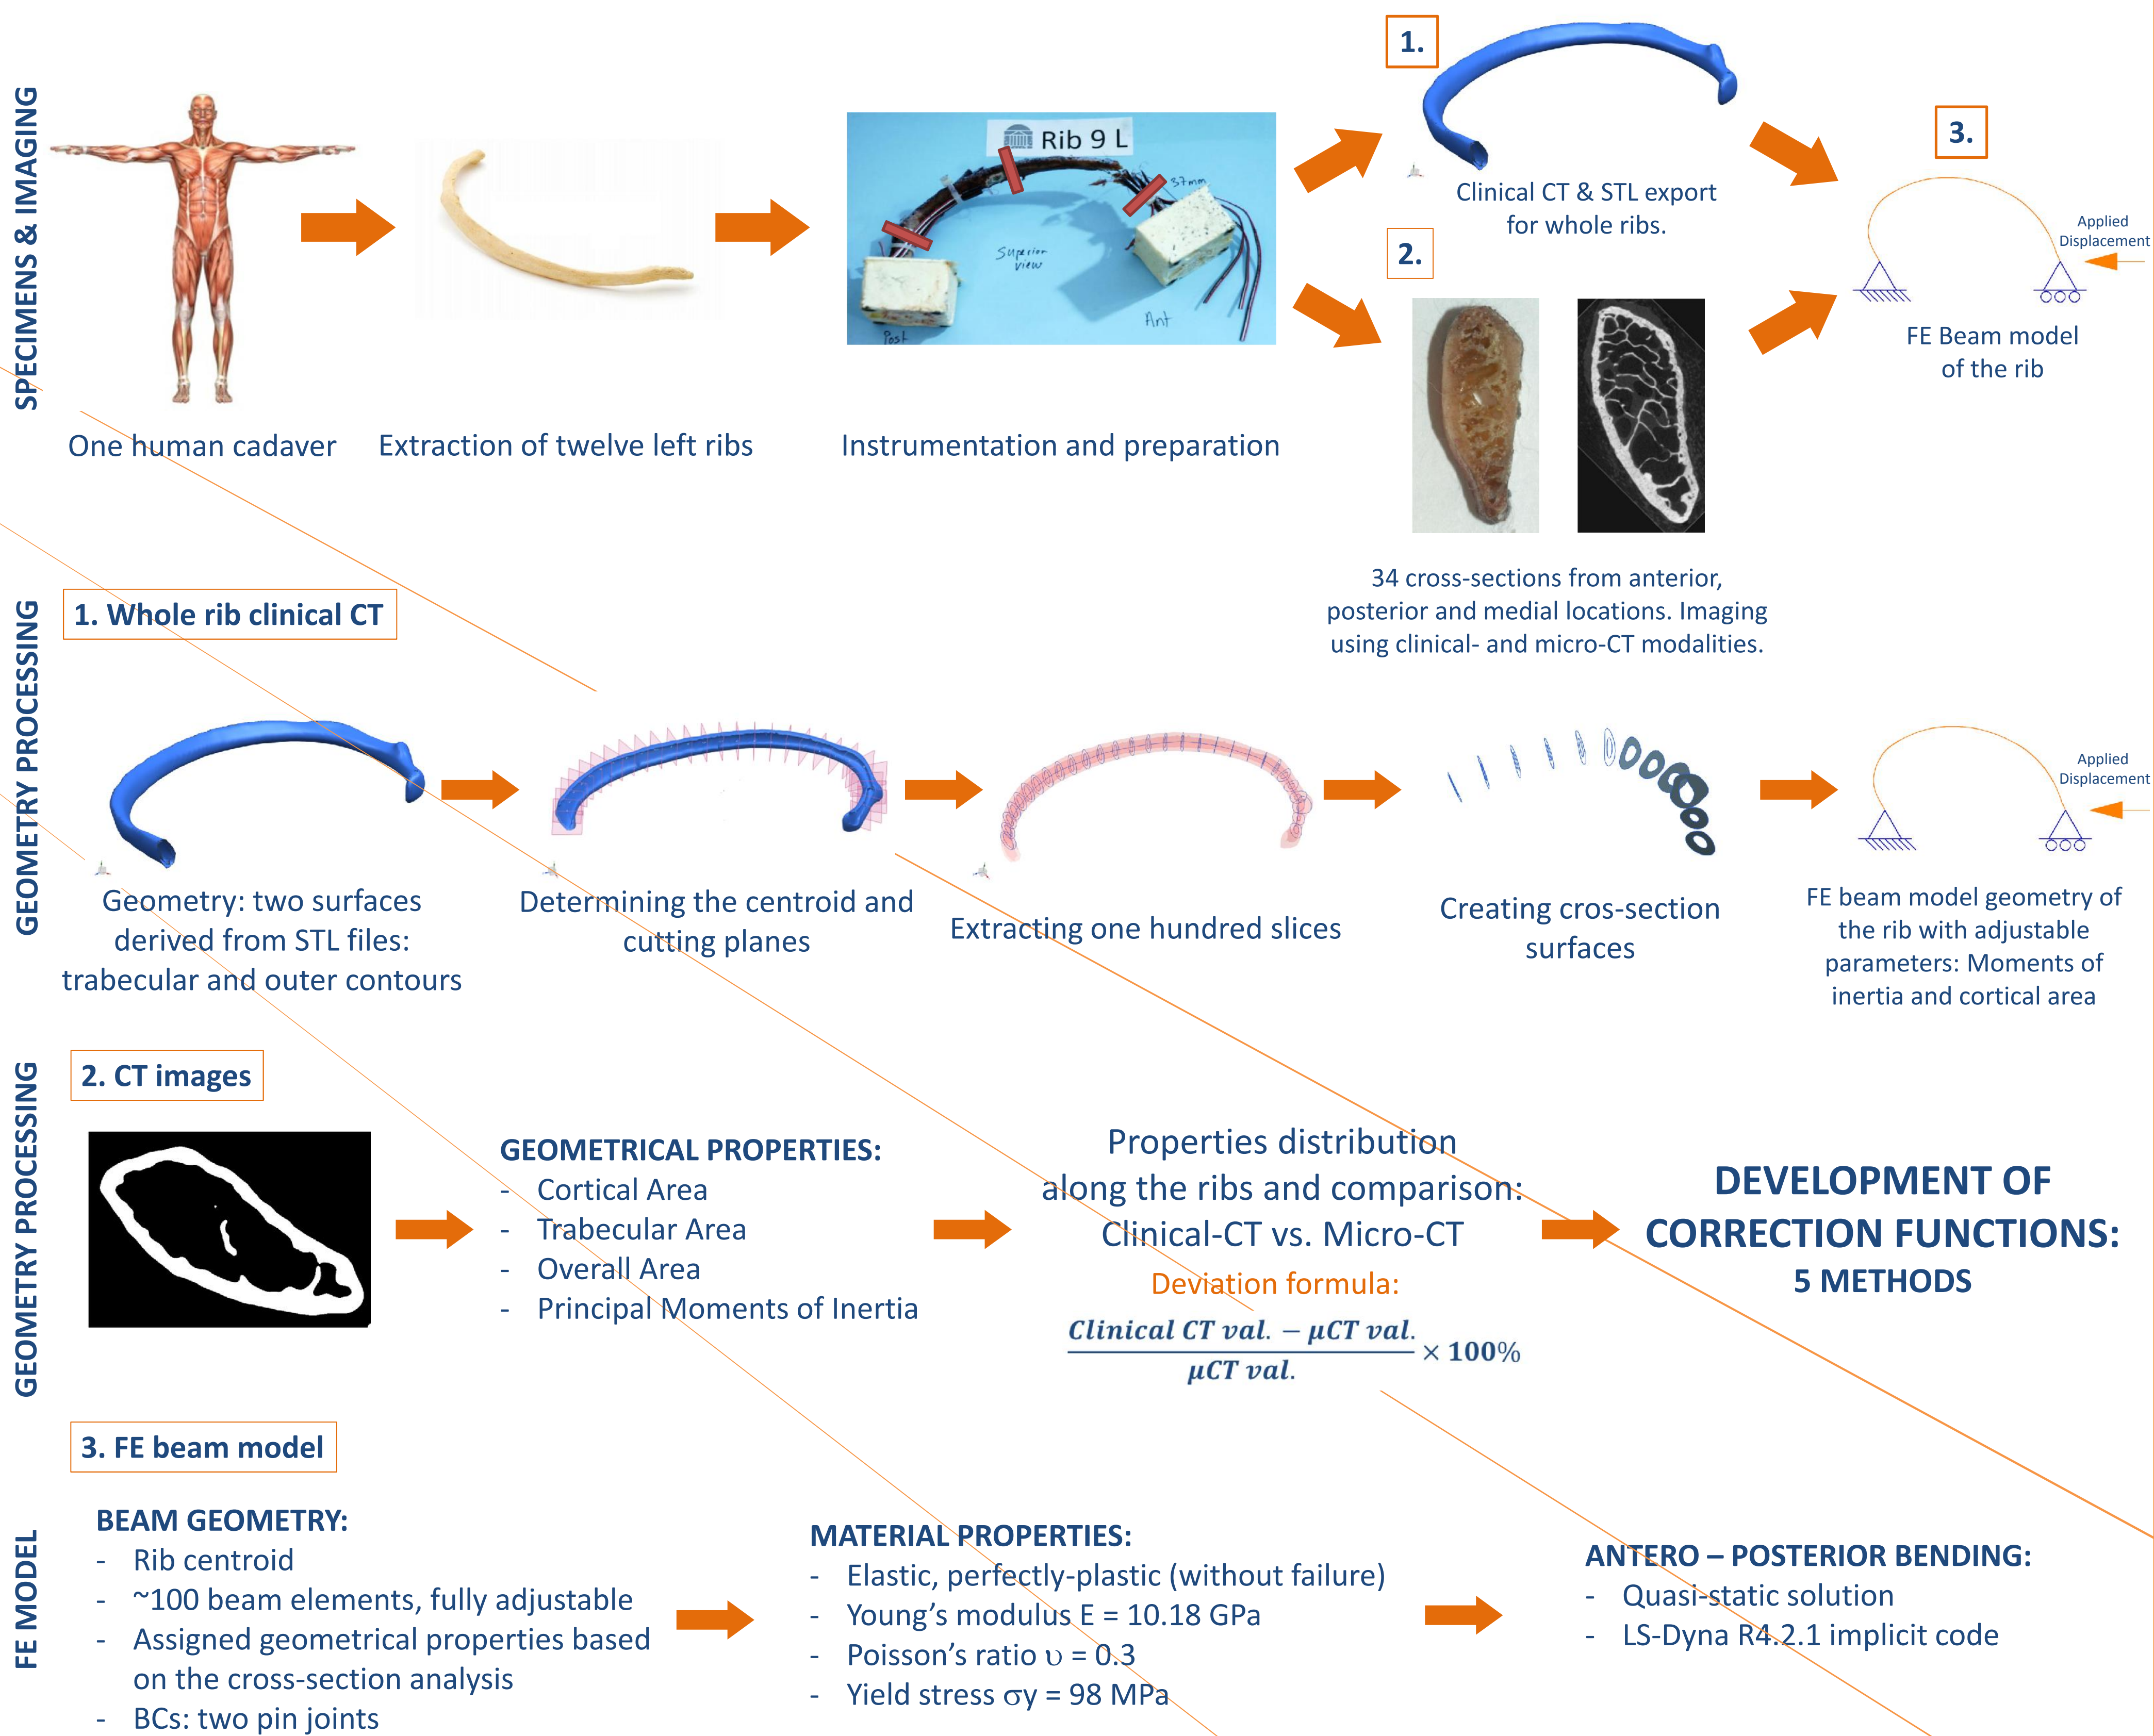 SPECIMENS & IMAGING
Rib 9 L
37mm
Superior
view
Post
Ant
One human cadaver
Extraction of twelve left ribs
Instrumentation and preparation
1.
Clinical CT & STL export
for whole ribs.
2.
34 cross-sections from anterior,
posterior and medial locations. Imaging
using clinical- and micro-CT modalities.
3.
Applied
Displacement
FE Beam model
of the rib
GEOMETRY PROCESSING
1. Whole rib clinical CT
Geometry: two surfaces
derived from STL files:
trabecular and outer contours
Determining the centroid and
cutting planes
Extracting one hundred slices
Creating cros-section
surfaces
Applied
Displacement
FE beam model geometry of
the rib with adjustable
parameters: Moments of
inertia and cortical area
GEOMETRY PROCESSING
2. CT images
GEOMETRICAL PROPERTIES:
- Cortical Area
- Trabecular Area
- Overall Area
- Principal Moments of Inertia
Properties distribution
along the ribs and comparison:
Clinical-CT vs. Micro-CT
Deviation formula:
Clinical CT val. − μCT val.
μCT val.
× 100%
DEVELOPMENT OF
CORRECTION FUNCTIONS:
5 METHODS
FE MODEL
3. FE beam model
BEAM GEOMETRY:
- Rib centroid
- ~100 beam elements, fully adjustable
- Assigned geometrical properties based
on the cross-section analysis
- BCs: two pin joints
MATERIAL PROPERTIES:
- Elastic, perfectly-plastic (without failure)
- Young’s modulus E = 10.18 GPa
- Poisson’s ratio υ = 0.3
- Yield stress σy = 98 MPa
ANTERO – POSTERIOR BENDING:
- Quasi-static solution
- LS-Dyna R4.2.1 implicit code